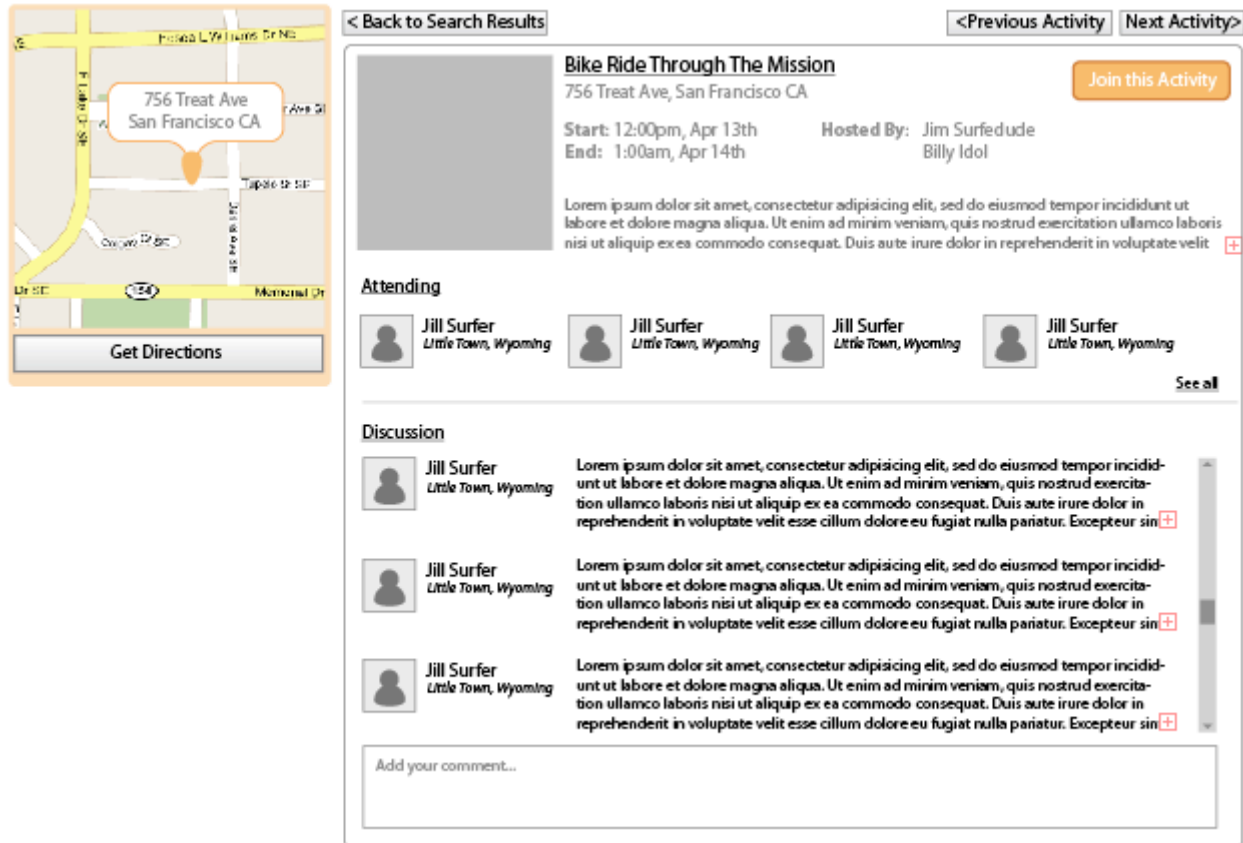 < Back to Search Results
<Previous Activity
Next Activity>
756 Treat Ave
San Francisco CA
Tupelo St SE
Dr SE
154
Memorial Dr
Get Directions
Bike Ride Through The Mission
756 Treat Ave, San Francisco CA
Join this Activity
Start: 12:00pm, Apr 13th
End: 1:00am, Apr 14th
Hosted By: Jim Surfedude
Billy Idol
Lorem ipsum dolor sit amet, consectetur adipisicing elit, sed do eiusmod tempor incididunt ut
labore et dolore magna aliqua. Ut enim ad minim veniam, quis nostrud exercitation ullamco laboris
nisi ut aliquip ex ea commodo consequat. Duis aute irure dolor in reprehenderit in voluptate velit
Attending
Jill Surfer
Little Town, Wyoming
Jill Surfer
Little Town, Wyoming
Jill Surfer
Little Town, Wyoming
Jill Surfer
Little Town, Wyoming
See all
Discussion
Jill Surfer
Little Town, Wyoming
Lorem ipsum dolor sit amet, consectetur adipisicing elit, sed do eiusmod tempor incidid-
unt ut labore et dolore magna aliqua. Ut enim ad minim veniam, quis nostrud exercita-
tion ullamco laboris nisi ut aliquip ex ea commodo consequat. Duis aute irure dolor in
reprehenderit in voluptate velit esse cillum dolore eu fugiat nulla pariatur. Excepteur sin
Jill Surfer
Little Town, Wyoming
Lorem ipsum dolor sit amet, consectetur adipisicing elit, sed do eiusmod tempor incidid-
unt ut labore et dolore magna aliqua. Ut enim ad minim veniam, quis nostrud exercita-
tion ullamco laboris nisi ut aliquip ex ea commodo consequat. Duis aute irure dolor in
reprehenderit in voluptate velit esse cillum dolore eu fugiat nulla pariatur. Excepteur sin
Jill Surfer
Little Town, Wyoming
Lorem ipsum dolor sit amet, consectetur adipisicing elit, sed do eiusmod tempor incidid-
unt ut labore et dolore magna aliqua. Ut enim ad minim veniam, quis nostrud exercita-
tion ullamco laboris nisi ut aliquip ex ea commodo consequat. Duis aute irure dolor in
reprehenderit in voluptate velit esse cillum dolore eu fugiat nulla pariatur. Excepteur sin
Add your comment...